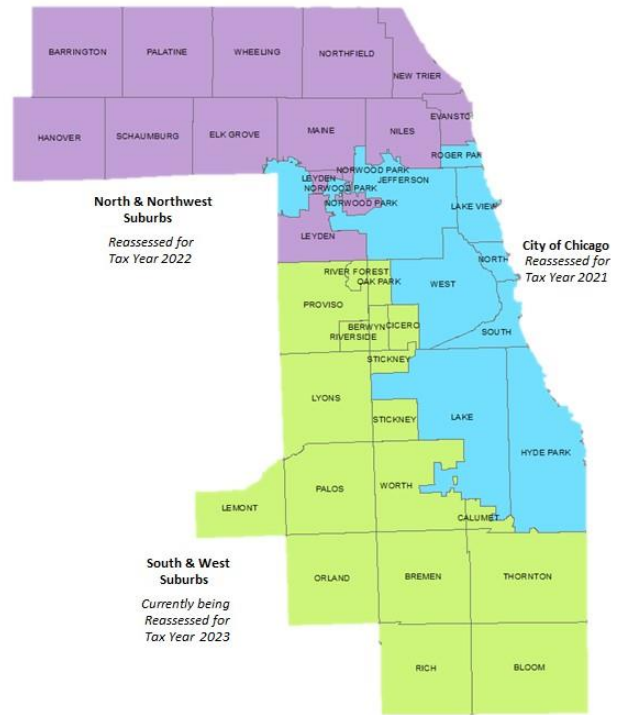 BARRINGTON
PALATINE
WHEELING
NORTHFIELD
NEW TRIER
HANOVER
SCHAUMBURG
ELK GROVE
MAINE
NILES
EVANSTO
ROGER PAR
NORWOOD PARK
LEYDEN
JEFFERSON
NORWOOD PARK
NORWOOD PARK
LAKE VIEW
LEYDEN
North & Northwest
Suburbs
Reassessed for
Tax Year 2022
City of Chicago
Reassessed for
Tax Year 2021
NORTH
WEST
SOUTH
RIVER FOREST
OAK PARK
PROVISO
BERWYN
CICERO
RIVERSIDE
STICKNEY
LYONS
STICKNEY
LAKE
HYDE PARK
PALOS
WORTH
LEMONT
CALUMET
South & West
Suburbs
Currently being
Reassessed for
Tax Year 2023
ORLAND
BREMEN
THORNTON
RICH
BLOOM